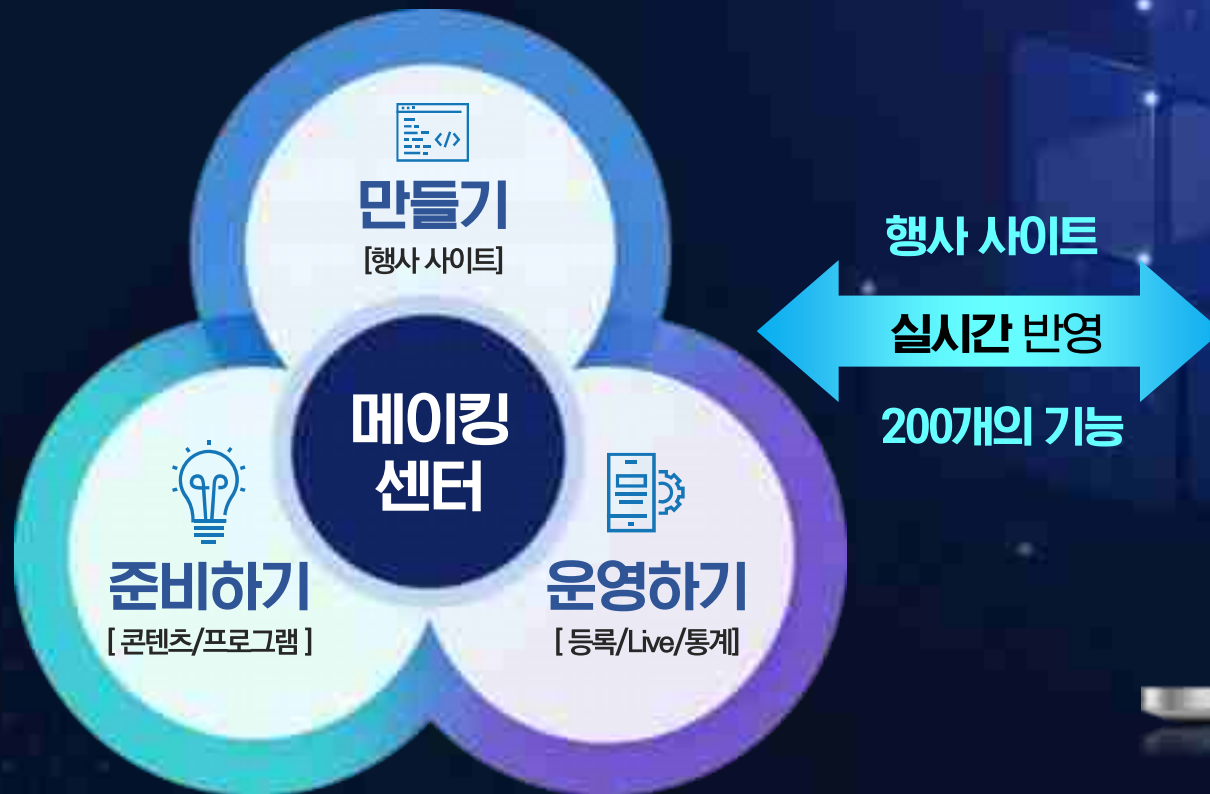 </>
만들기
[행사 사이트]
메이킹
센터
준비하기
[ 콘텐츠/프로그램 ]
운영하기
[ 등록/Live/통계]
행사 사이트
실시간 반영
200개의 기능